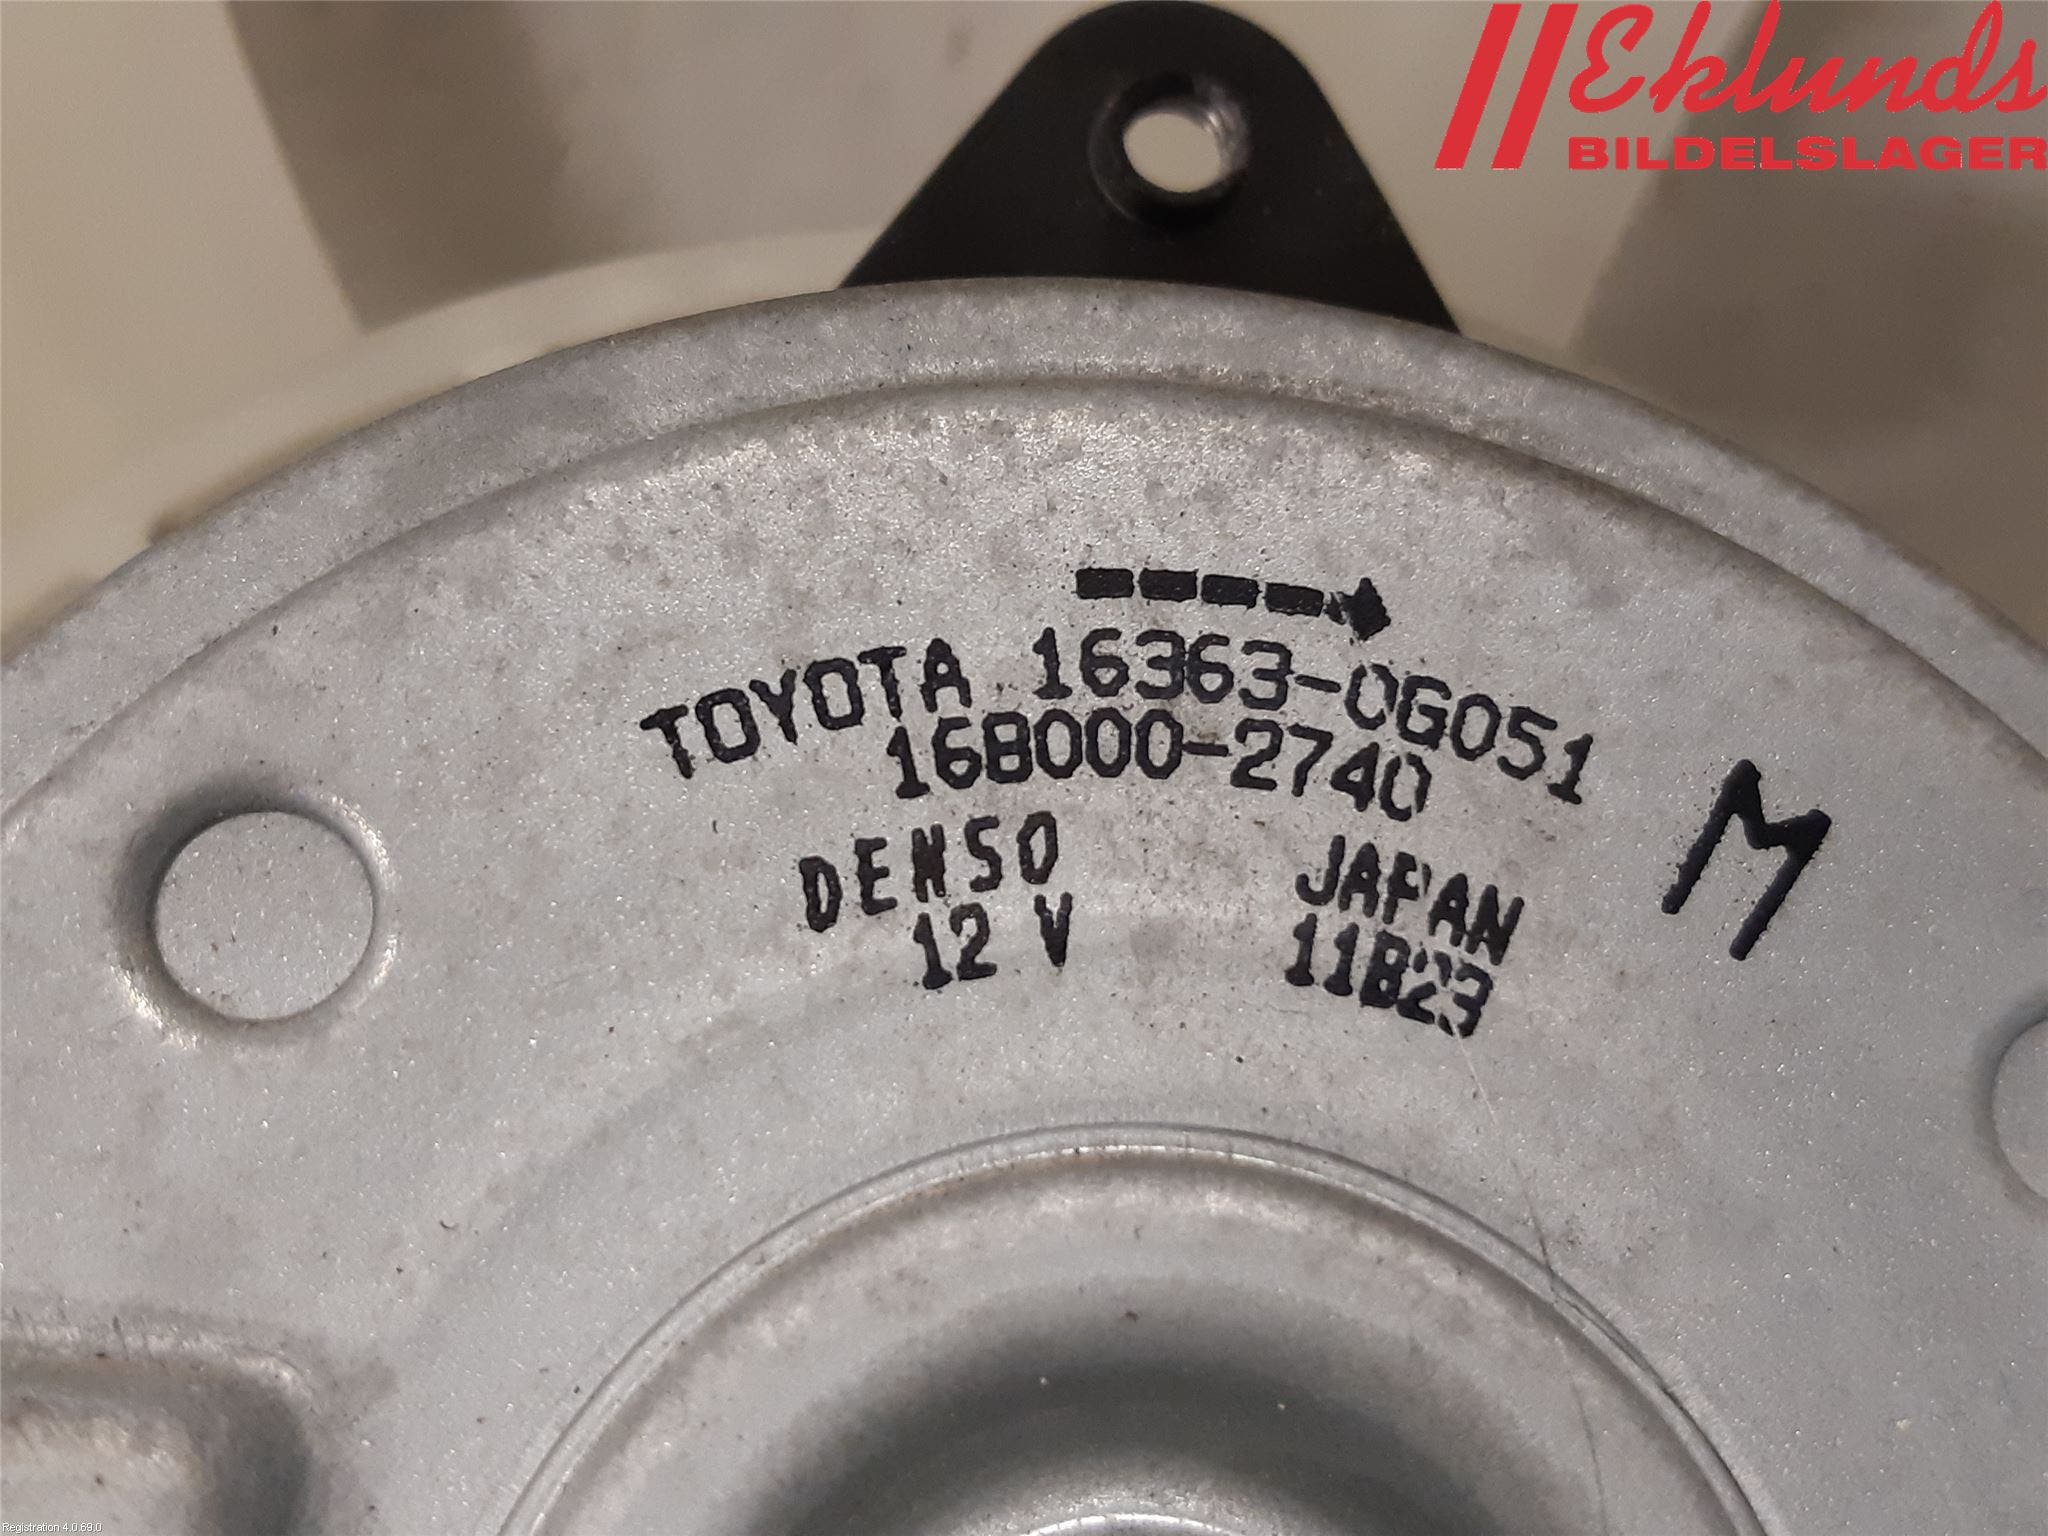 Eklunds
BILDELSLAGER
TOYOTA 16363-0G051
168000-2740
DENSO JAPAN
12 V 11B23
M
Registration 4.0.69.0